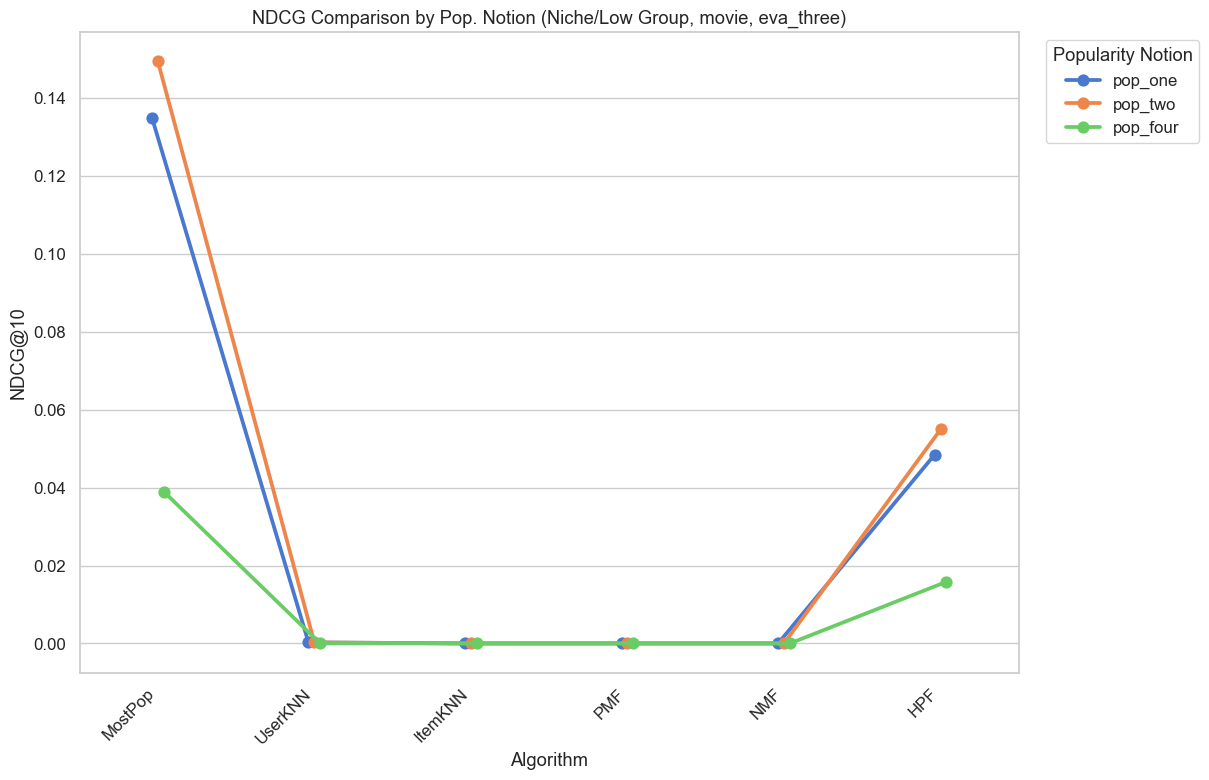 NDCG Comparison by Pop. Notion (Niche/Low Group, movie, eva_three)
Popularity Notion
pop_one
pop_two
pop_four
NDCG@10
0.14
0.12
0.10
0.08
0.06
0.04
0.02
0.00
MostPop
UserKNN
ItemKNN
PMF
NMF
HPF
Algorithm